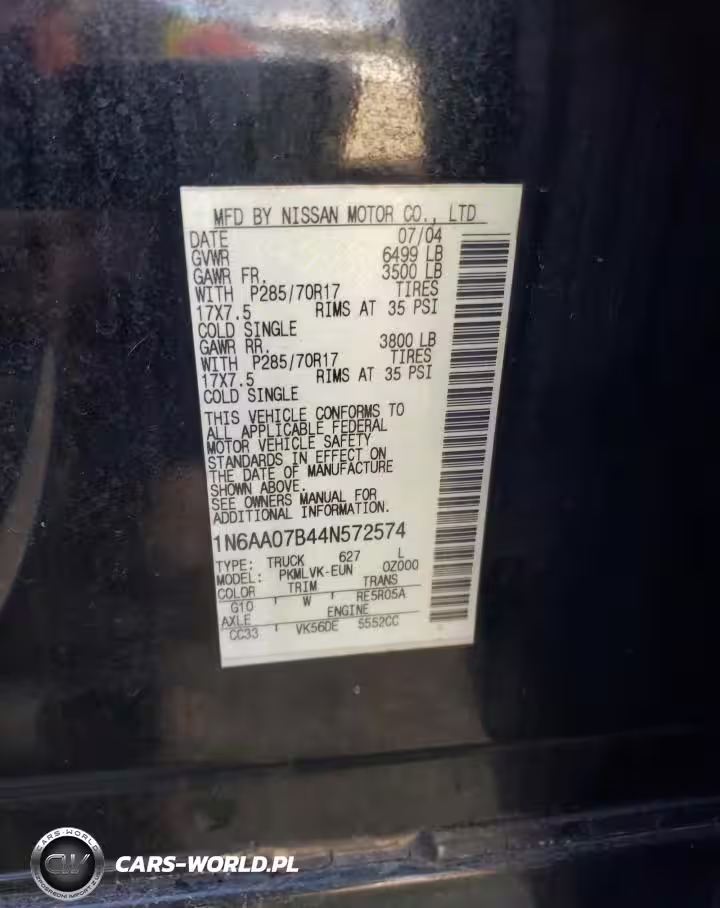 MFD BY NISSAN MOTOR CO., LTD
DATE 07/04
GVWR 6499 LB
GAWR FR. 3500 LB
WITH P285/70R17 TIRES
17X7.5 RIMS AT 35 PSI
COLD SINGLE
GAWR RR. 3800 LB
WITH P285/70R17 TIRES
17X7.5 RIMS AT 35 PSI
COLD SINGLE
THIS VEHICLE CONFORMS TO
ALL APPLICABLE FEDERAL
MOTOR VEHICLE SAFETY
STANDARDS IN EFFECT ON
THE DATE OF MANUFACTURE
SHOWN ABOVE.
SEE OWNERS MANUAL FOR
ADDITIONAL INFORMATION.
1N6AA07B44N572574
TYPE: TRUCK 627 L
MODEL: PKMLVK-EUN 0Z000
COLOR TRIM TRANS
G10 W RE5R05A
AXLE ENGINE
CC33 VK56DE 5552CC
CARS-WORLD
CW
CARS-WORLD.PL